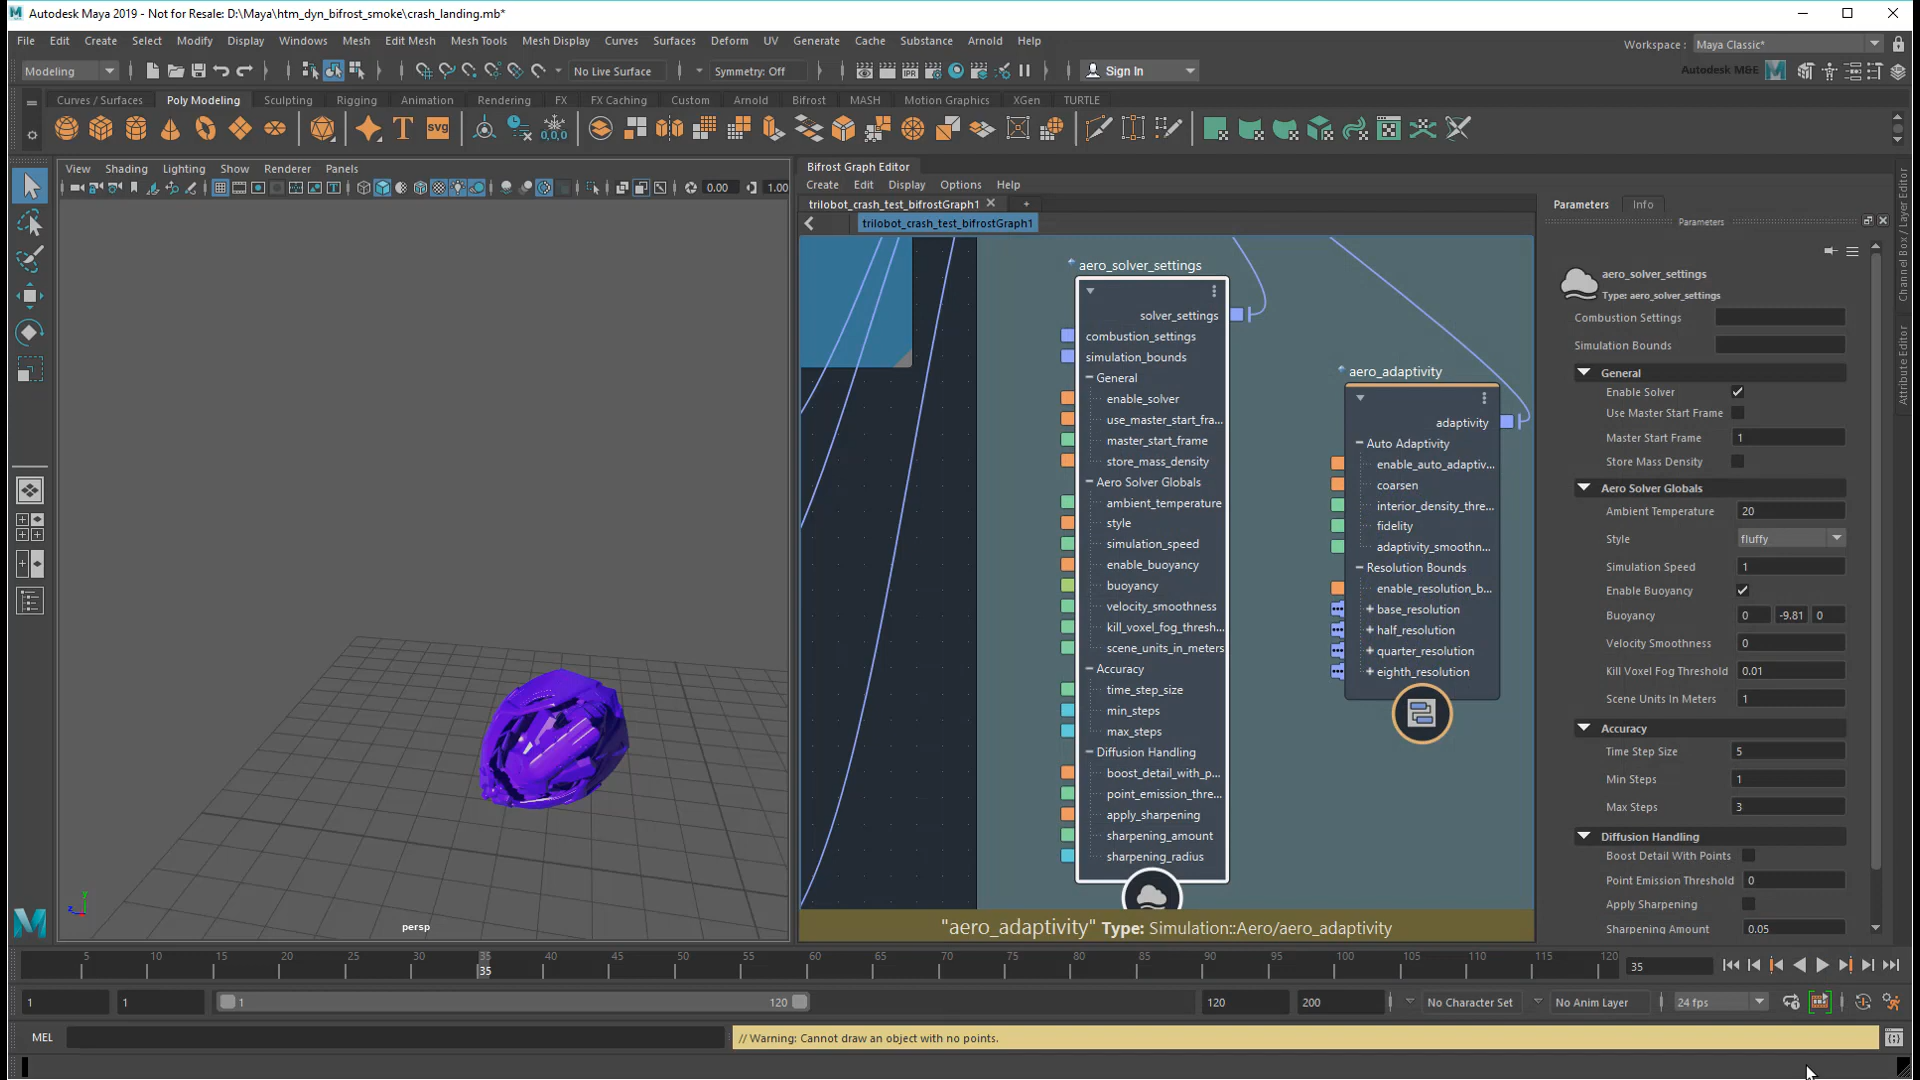 Autodesk Maya 2019 - Not for Resale: D:\Maya\htm_dyn_bifrost_smoke\crash_landing.mb*
File Edit Create Select Modify Display Windows Mesh Edit Mesh Mesh Tools Mesh Display Curves Surfaces Deform UV Generate Cache Substance Arnold Help
Workspace : Maya Classic*
Modeling
No Live Surface
Symmetry: Off
IPR
Sign In
Autodesk M&E
Curves / Surfaces Poly Modeling Sculpting Rigging Animation Rendering FX FX Caching Custom Arnold Bifrost MASH Motion Graphics XGen TURTLE
SVG
0,0,0
View Shading Lighting Show Renderer Panels
0.00
1.00
persp
Bifrost Graph Editor
Create Edit Display Options Help
trilobot_crash_test_bifrostGraph1
+
trilobot_crash_test_bifrostGraph1
aero_solver_settings
solver_settings
combustion_settings
simulation_bounds
General
enable_solver
use_master_start_fra...
master_start_frame
store_mass_density
Aero Solver Globals
ambient_temperature
style
simulation_speed
enable_buoyancy
buoyancy
velocity_smoothness
kill_voxel_fog_thresh...
scene_units_in_meters
Accuracy
time_step_size
min_steps
max_steps
Diffusion Handling
boost_detail_with_p...
point_emission_thre...
apply_sharpening
sharpening_amount
sharpening_radius
aero_adaptivity
adaptivity
Auto Adaptivity
enable_auto_adaptiv...
coarsen
interior_density_thre...
fidelity
adaptivity_smoothn...
Resolution Bounds
enable_resolution_b...
base_resolution
half_resolution
quarter_resolution
eighth_resolution
"aero_adaptivity" Type: Simulation::Aero/aero_adaptivity
Parameters Info
Parameters
aero_solver_settings
Type: aero_solver_settings
Combustion Settings
Simulation Bounds
General
Enable Solver
Use Master Start Frame
Master Start Frame 1
Store Mass Density
Aero Solver Globals
Ambient Temperature 20
Style fluffy
Simulation Speed 1
Enable Buoyancy
Buoyancy 0 -9.81 0
Velocity Smoothness 0
Kill Voxel Fog Threshold 0.01
Scene Units In Meters 1
Accuracy
Time Step Size 5
Min Steps 1
Max Steps 3
Diffusion Handling
Boost Detail With Points
Point Emission Threshold 0
Apply Sharpening
Sharpening Amount 0.05
Channel Box / Layer Editor
Attribute Editor
5 10 15 20 25 30 35 40 45 50 55 60 65 70 75 80 85 90 95 100 105 110 115 120
35
35
1 1 1 120 120 200 No Character Set No Anim Layer 24 fps
MEL
// Warning: Cannot draw an object with no points.